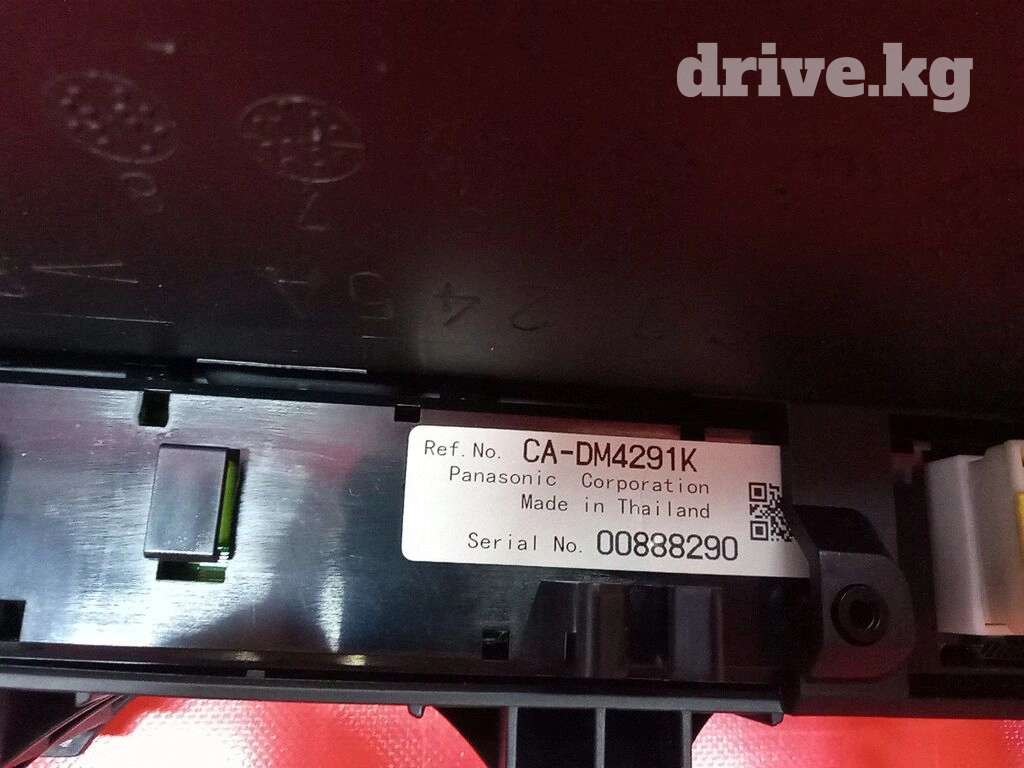 drive.kg
Ref.No. CA-DM4291K
Panasonic Corporation
Made in Thailand
Serial No. 00888290